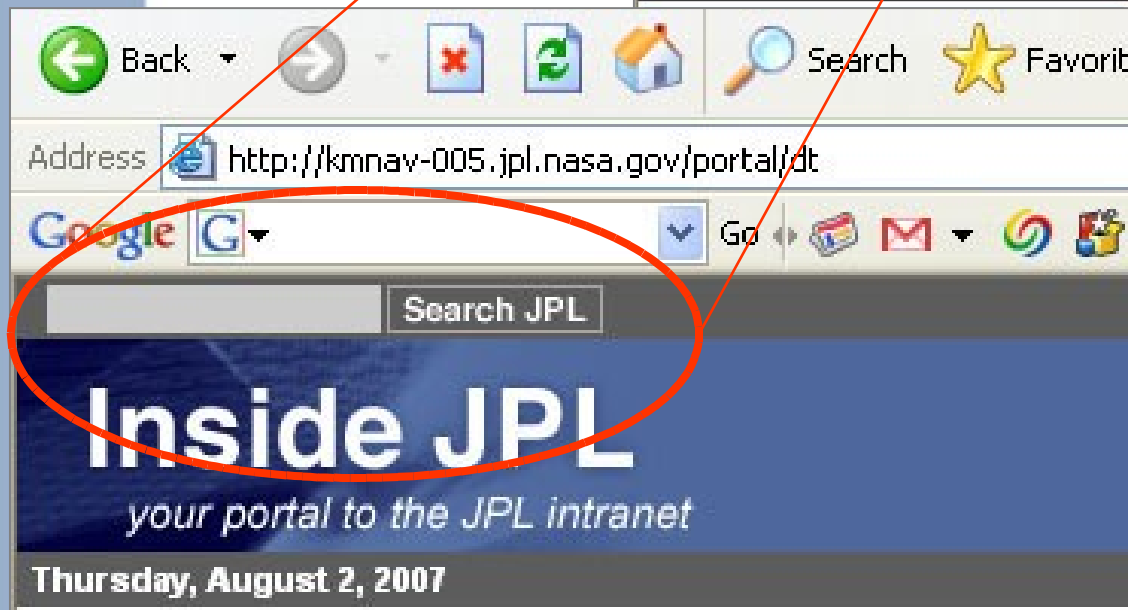 Back Search Favorit
Address http://kmnav-005.jpl.nasa.gov/portal/dt
Google G Go
Search JPL
Inside JPL
your portal to the JPL intranet
Thursday, August 2, 2007